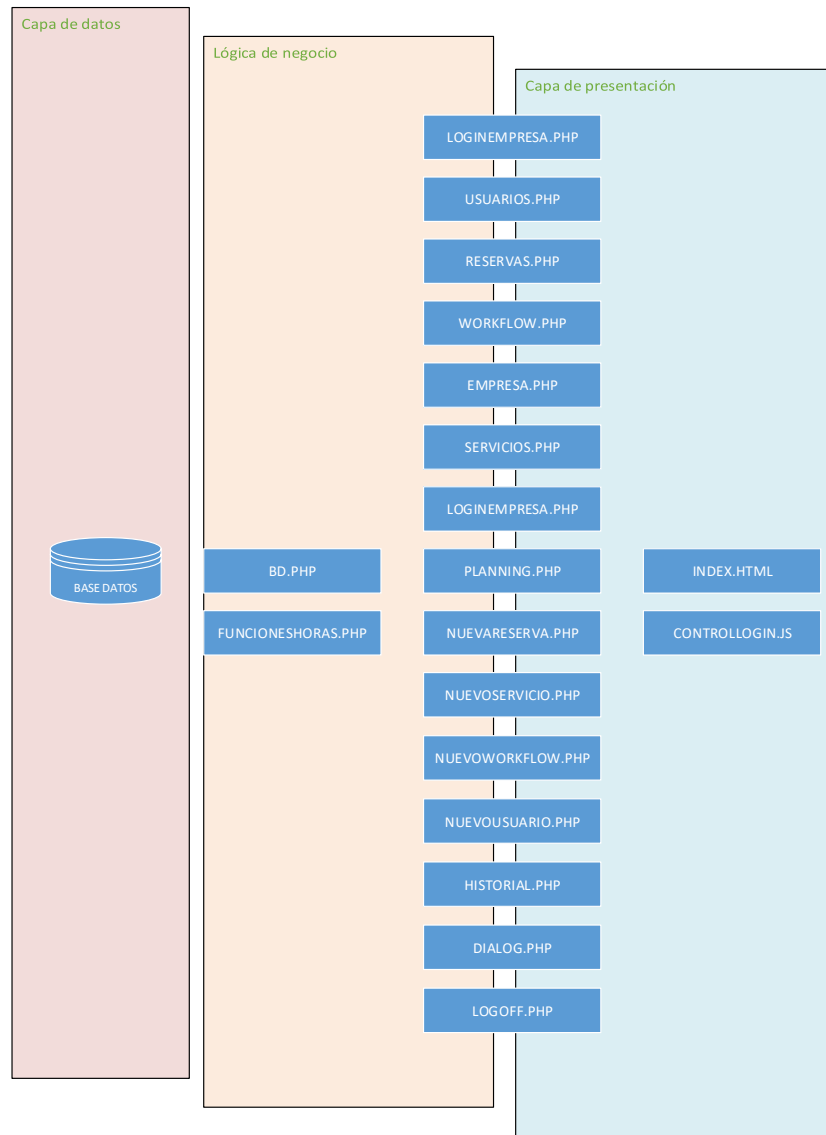 Capa de datos
Lógica de negocio
Capa de presentación
LOGINEMPRESA.PHP
USUARIOS.PHP
RESERVAS.PHP
WORKFLOW.PHP
EMPRESA.PHP
SERVICIOS.PHP
LOGINEMPRESA.PHP
BASE DATOS
BD.PHP
PLANNING.PHP
INDEX.HTML
FUNCIONESHORAS.PHP
NUEVARESERVA.PHP
CONTROLLOGIN.JS
NUEVOSERVICIO.PHP
NUEVOWORKFLOW.PHP
NUEVOUSUARIO.PHP
HISTORIAL.PHP
DIALOG.PHP
LOGOFF.PHP